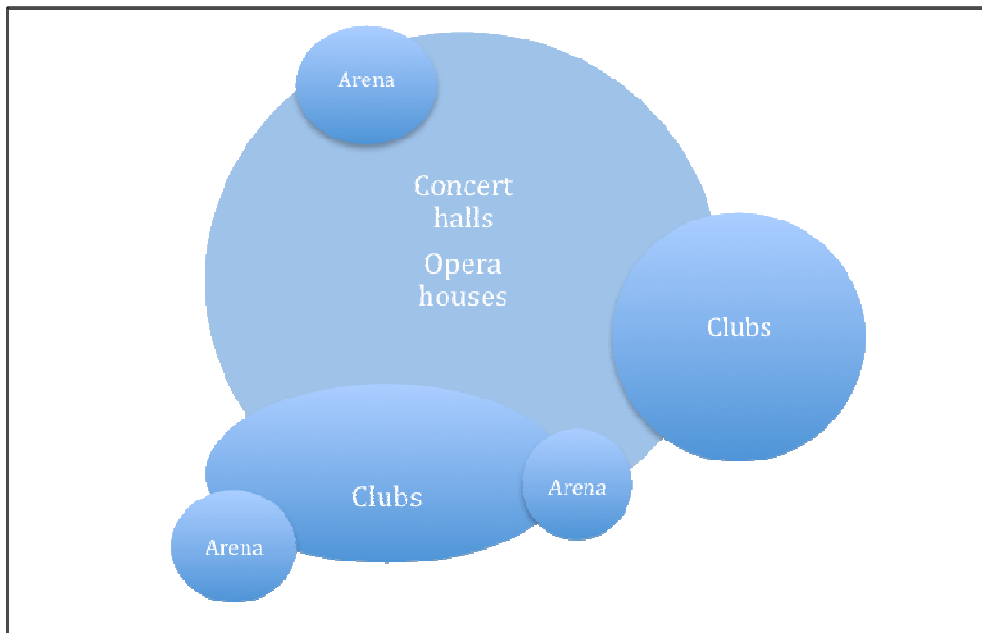 Arena
Concert
halls
Opera
houses
Clubs
Clubs
Arena
Arena